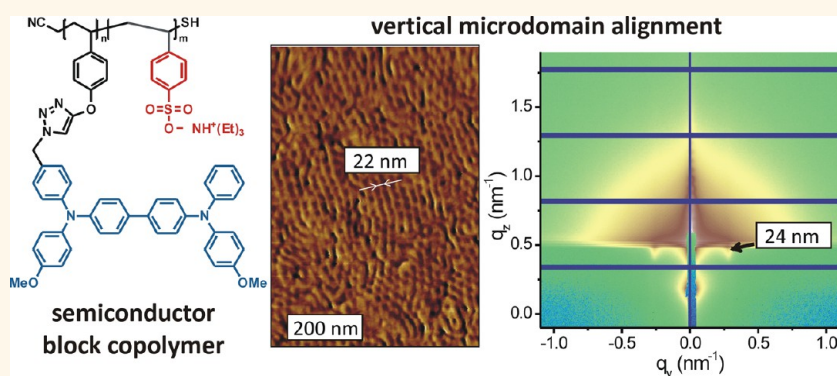 vertical microdomain alignment
NC
n
m
SH
N=N
N
O
O=S=O
O- NH⁺(Et)₃
N
N
MeO
OMe
semiconductor
block copolymer
22 nm
200 nm
24 nm
q_z (nm⁻¹)
1.5
1.0
0.5
0.0
-1.0
-0.5
0.0
0.5
1.0
q_y (nm⁻¹)